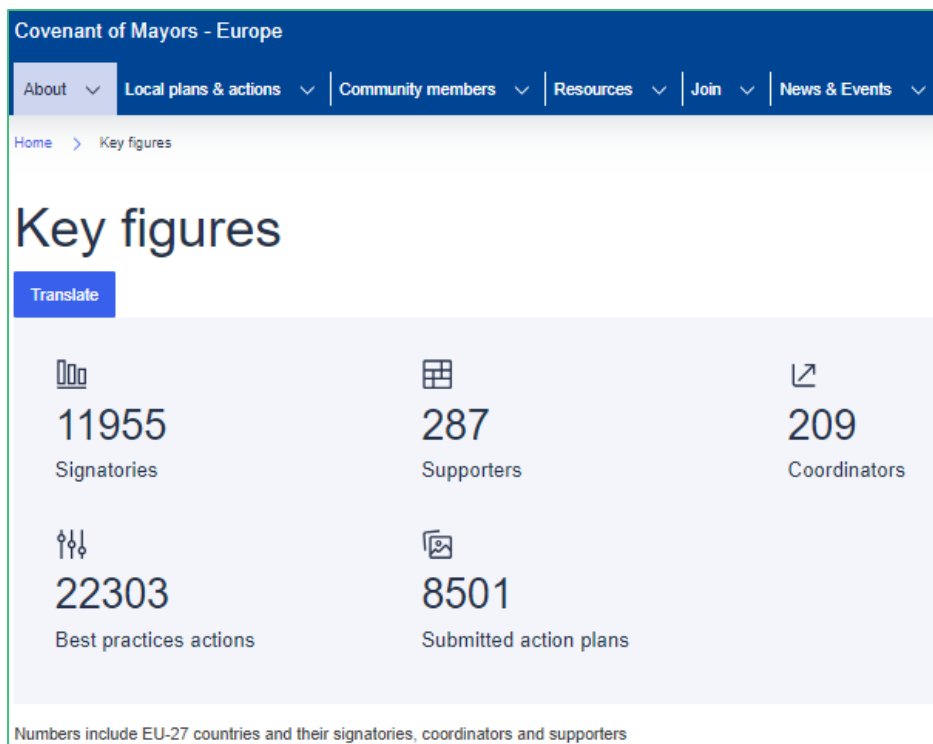 Covenant of Mayors - Europe
About Local plans & actions Community members Resources Join News & Events
Home > Key figures
Key figures
Translate
11955 287 209
Signatories Supporters Coordinators
22303 8501
Best practices actions Submitted action plans
Numbers include EU-27 countries and their signatories, coordinators and supporters